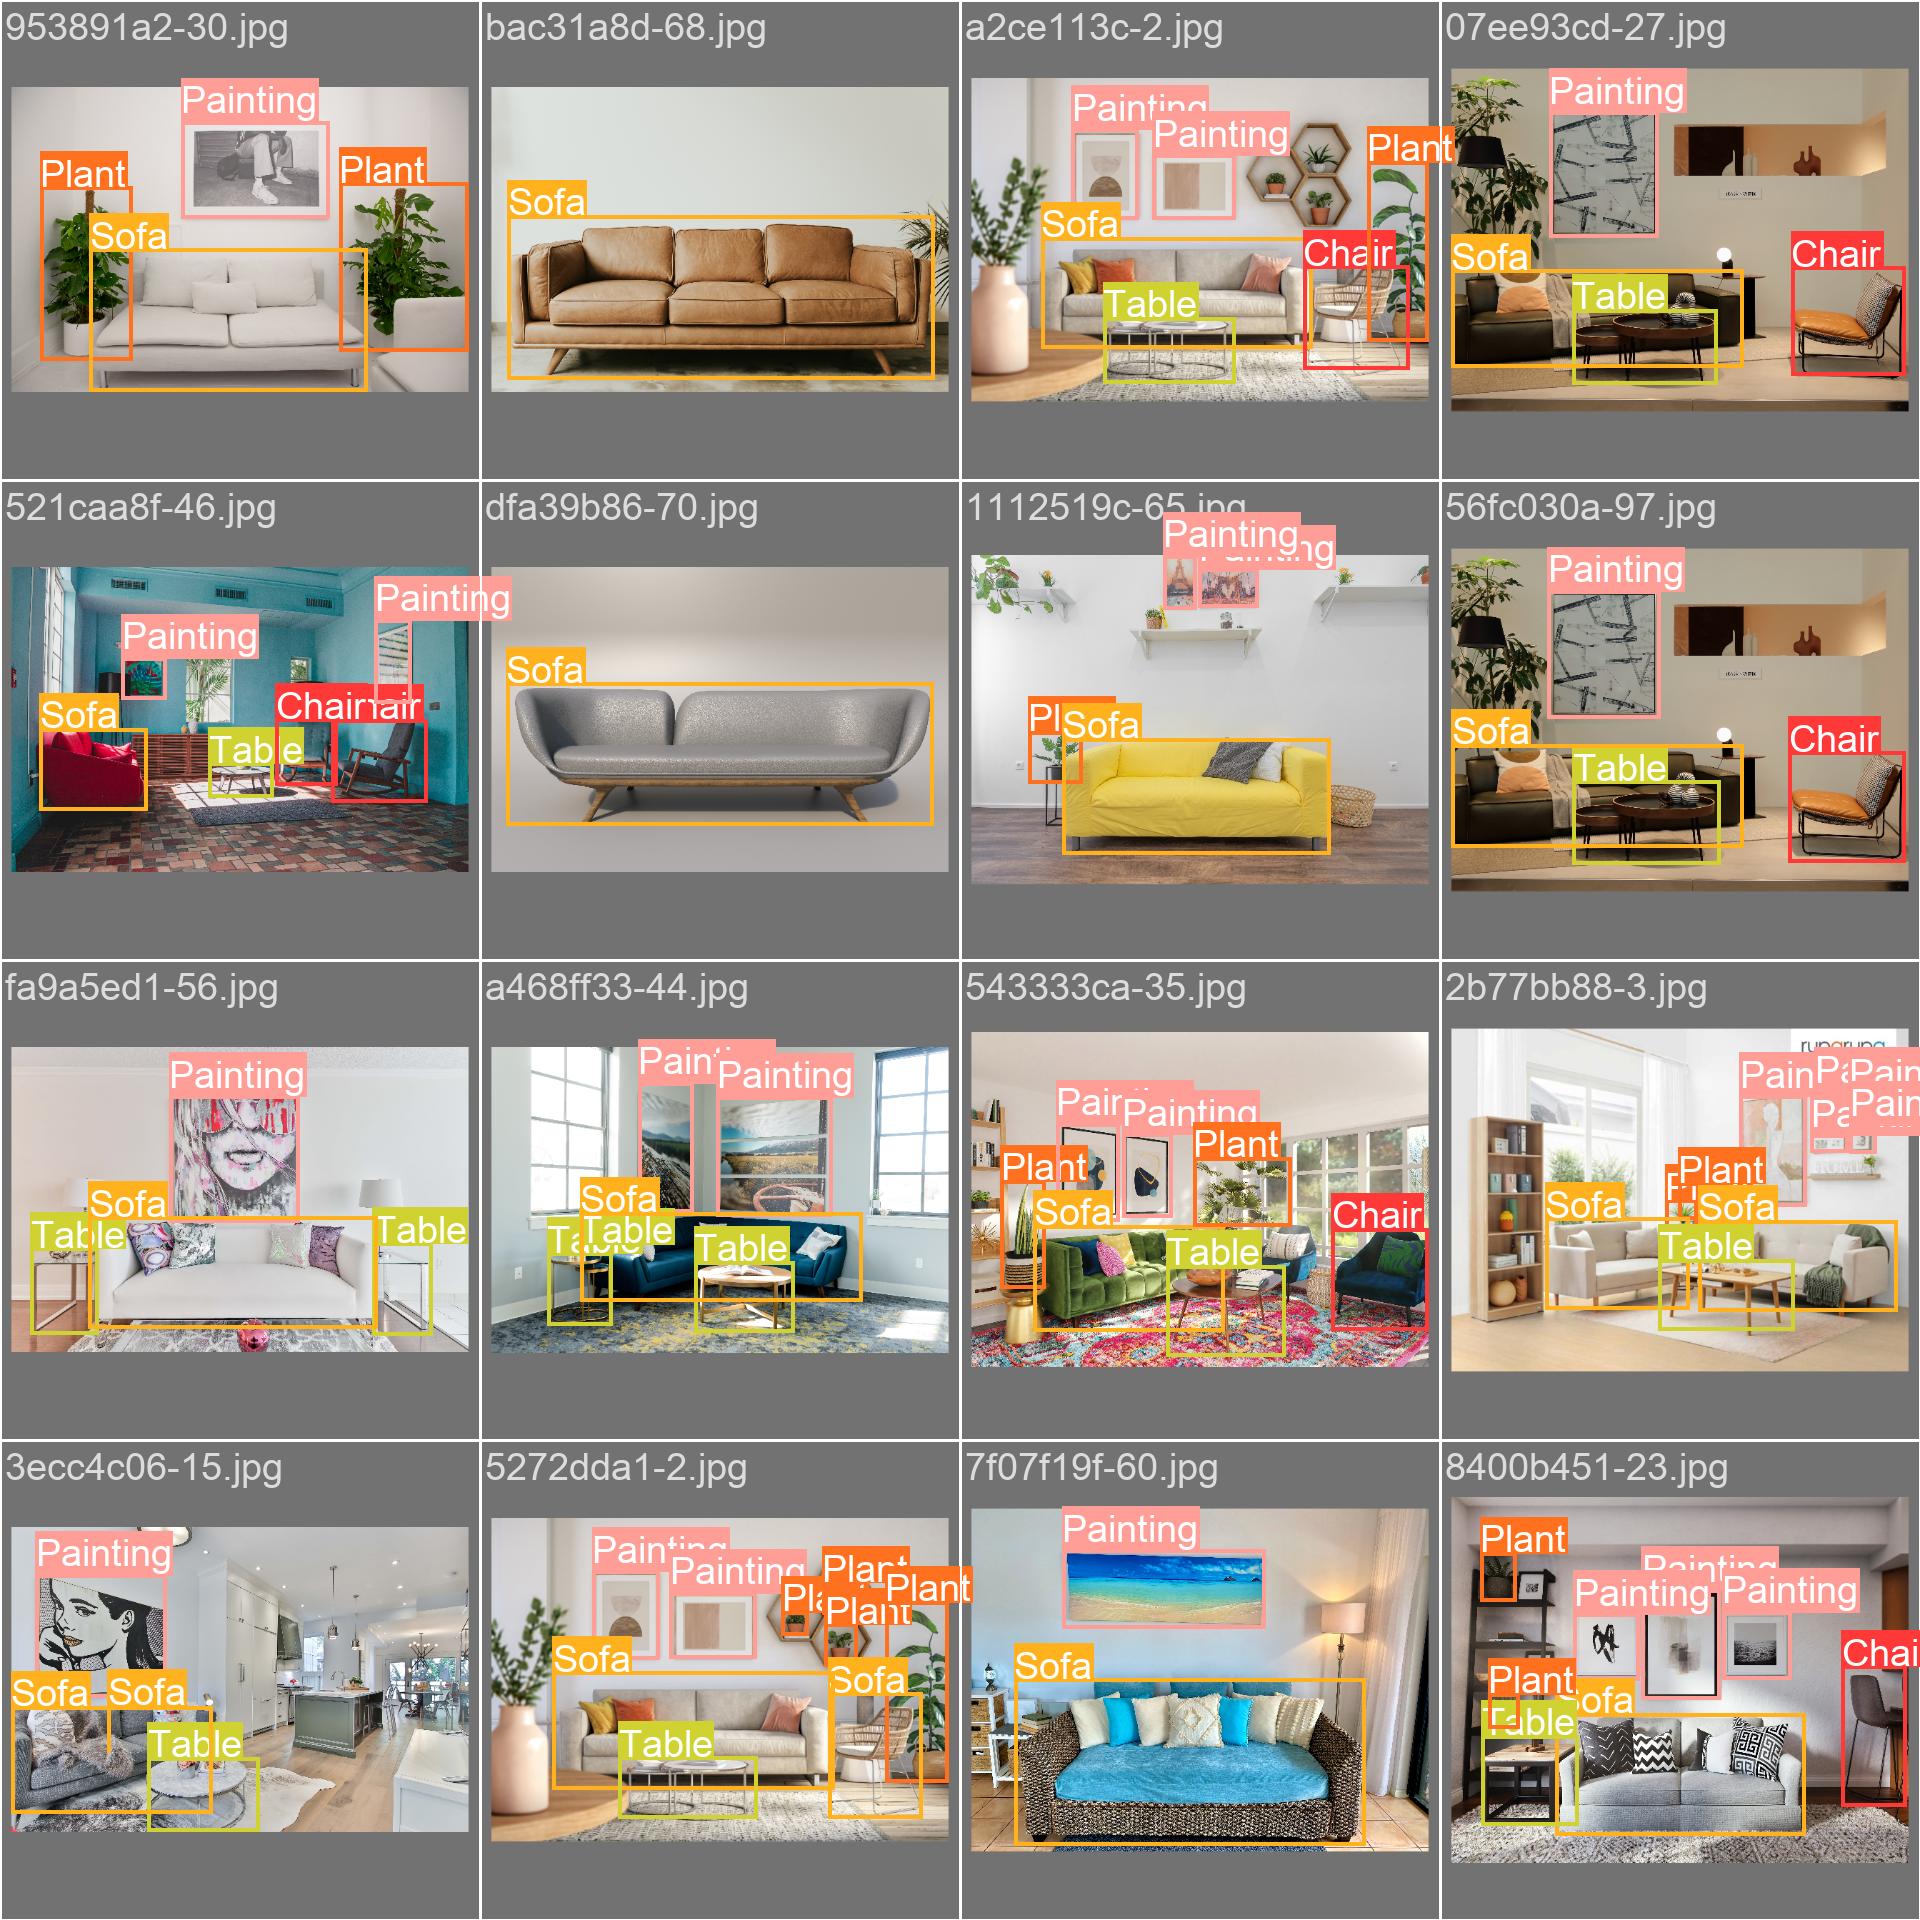 953891a2-30.jpg
Painting
Plant
Plant
Sofa
bac31a8d-68.jpg
Sofa
a2ce113c-2.jpg
Painting
Painting
Plant
Sofa
Chair
Table
07ee93cd-27.jpg
Painting
Sofa
Chair
Table
521caa8f-46.jpg
Painting
Painting
Sofa
Chair
Table
dfa39b86-70.jpg
Sofa
1112519c-65.jpg
Painting
Painting
Pl
Sofa
56fc030a-97.jpg
Painting
Sofa
Chair
Table
fa9a5ed1-56.jpg
Painting
Sofa
Table
Table
a468ff33-44.jpg
Painting
Painting
Sofa
Table
Table
Table
543333ca-35.jpg
Painting
Painting
Plant
Plant
Sofa
Chair
Table
2b77bb88-3.jpg
Pain
Pa
Pain
Pa
Pain
HOME
Plant
Sofa
Sofa
Table
3ecc4c06-15.jpg
Painting
Sofa
Sofa
Table
5272dda1-2.jpg
Painting
Painting
Plant
Pla
Plant
Plant
Sofa
Sofa
Table
7f07f19f-60.jpg
Painting
Sofa
8400b451-23.jpg
Plant
Painting
Painting
Painting
Chai
Plant
Sofa
Table